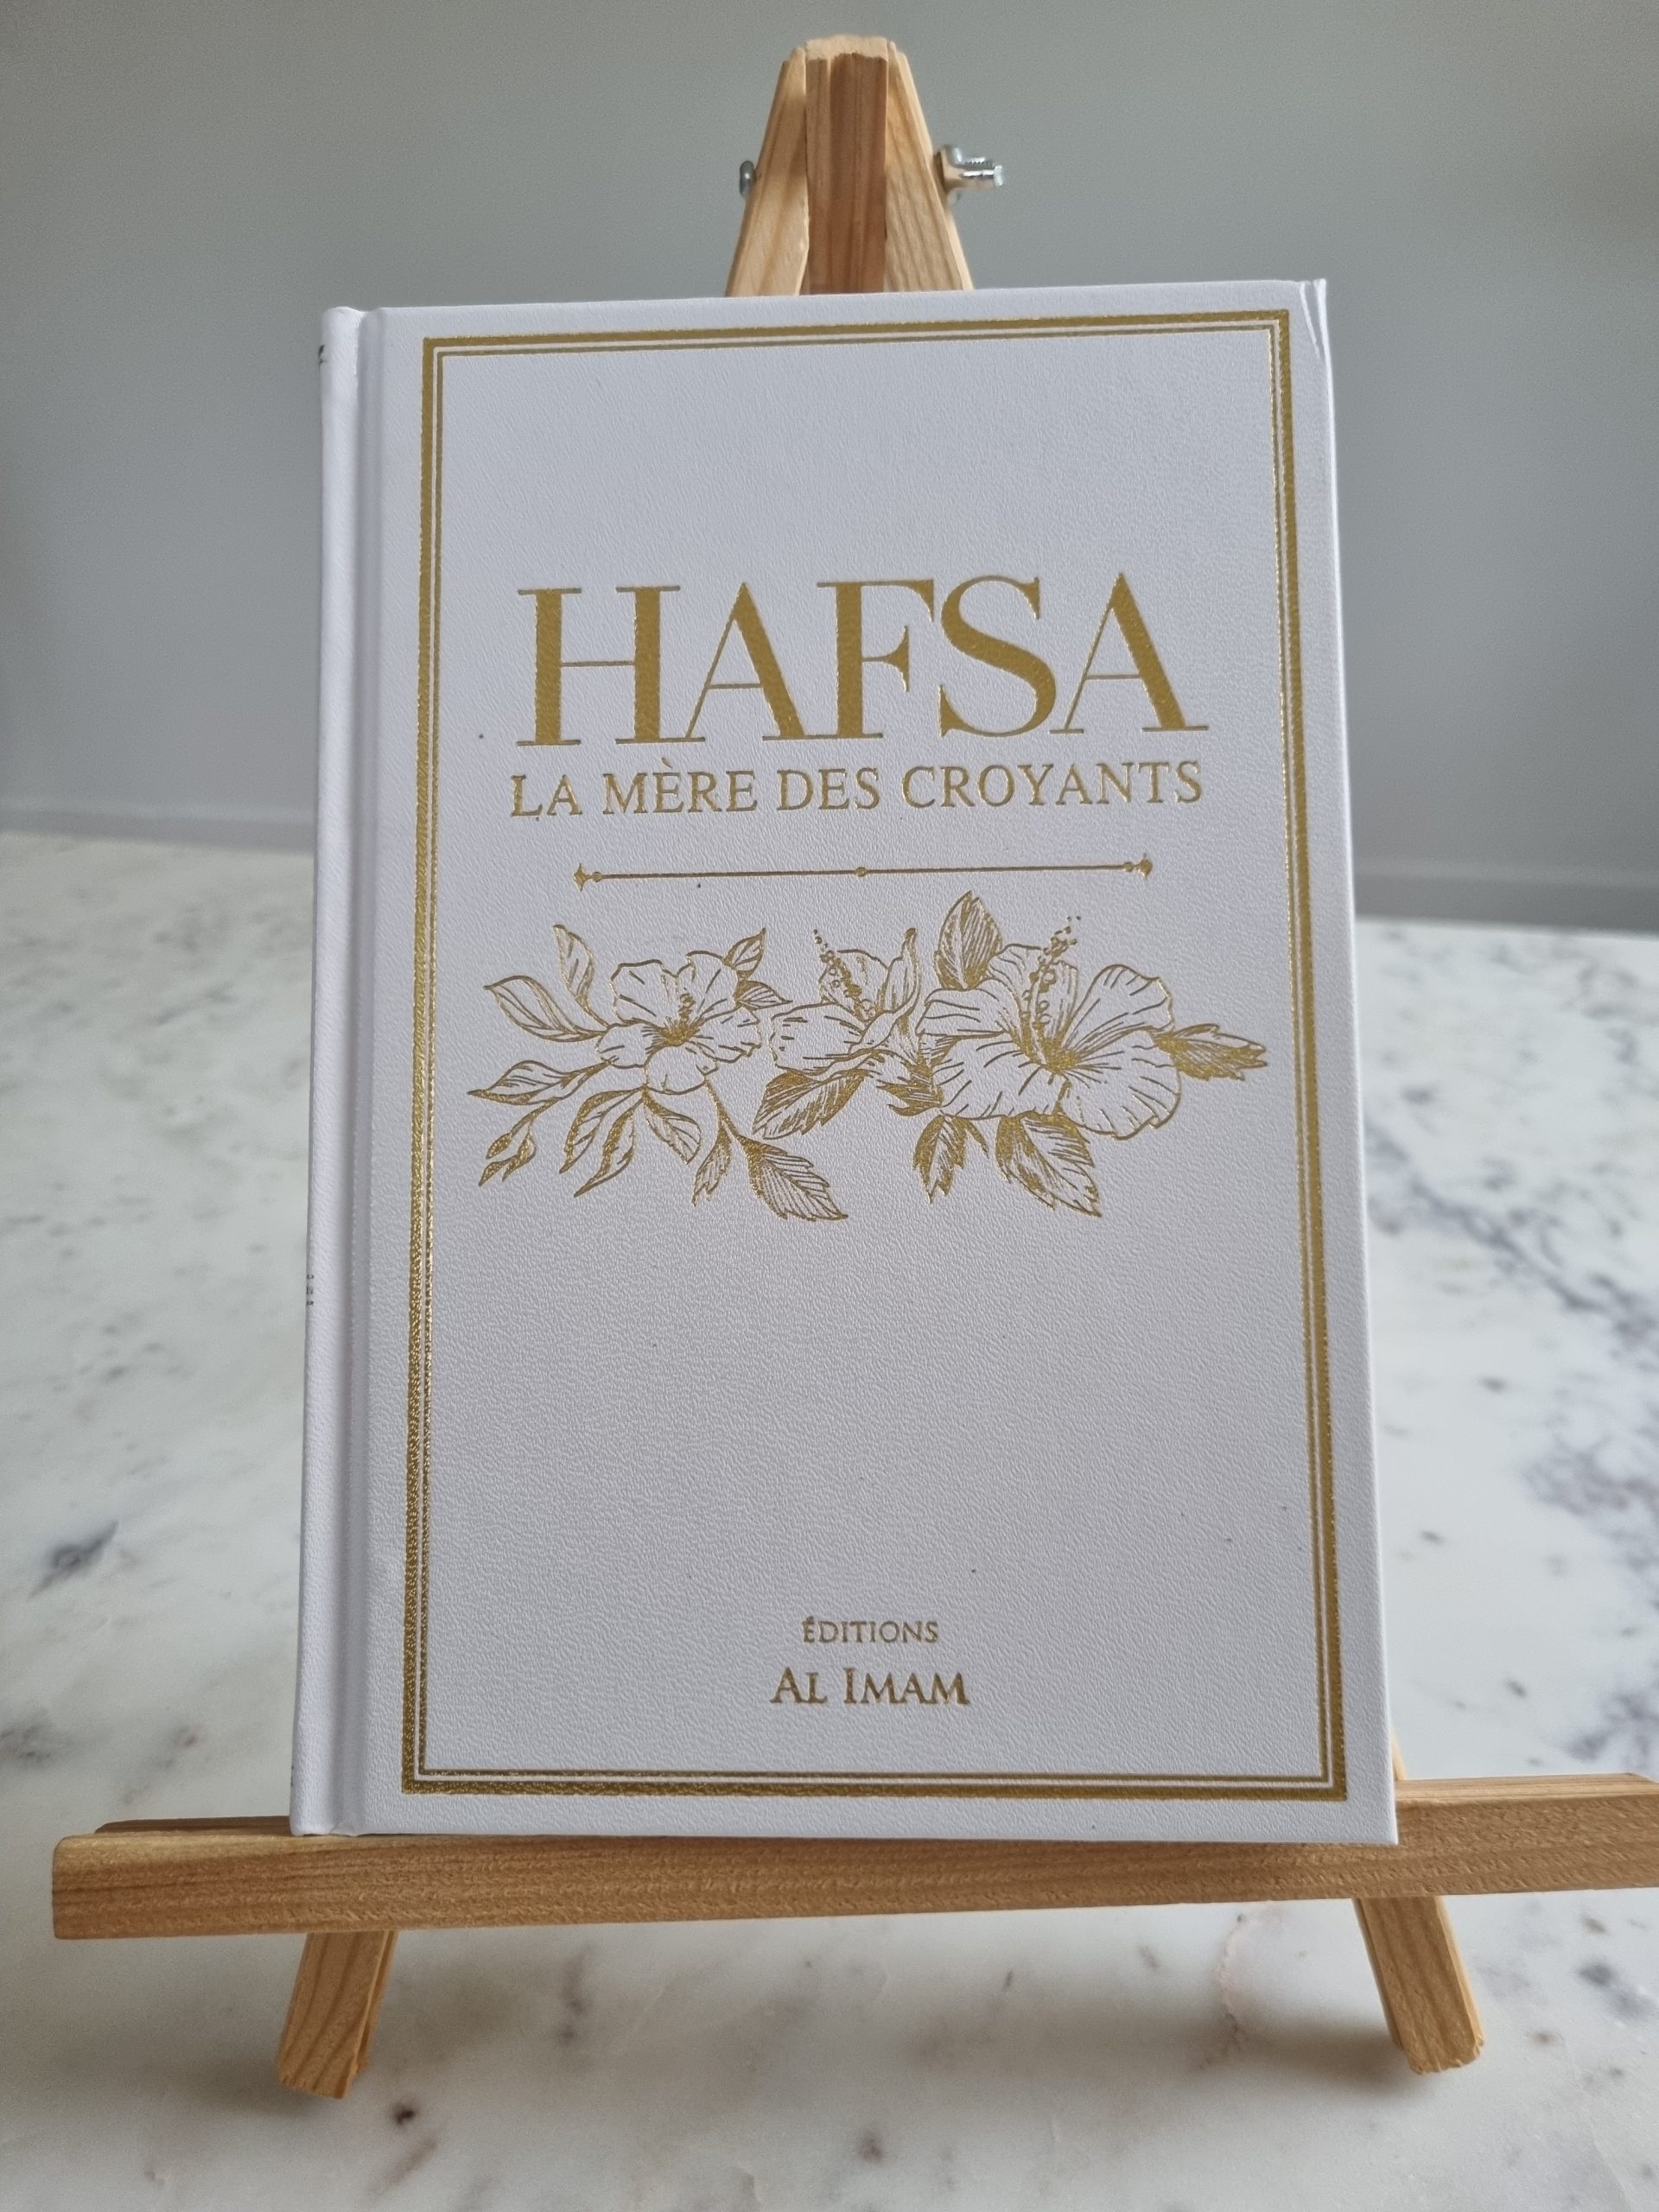 HAFSA
LA MÈRE DES CROYANTS
ÉDITIONS
AL IMAM